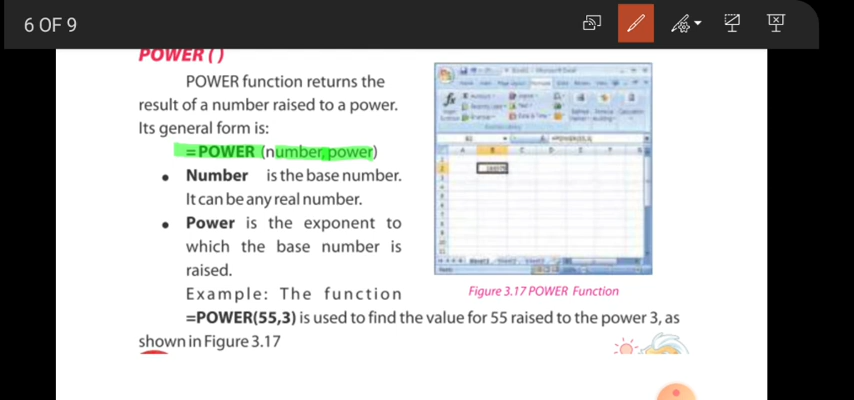 6 OF 9
POWER ( )
POWER function returns the
result of a number raised to a power.
Its general form is:
=POWER (number,power)
• Number is the base number.
It can be any real number.
• Power is the exponent to
which the base number is
raised.
Example: The function
=POWER(55,3) is used to find the value for 55 raised to the power 3, as
shown in Figure 3.17
Figure 3.17 POWER Function